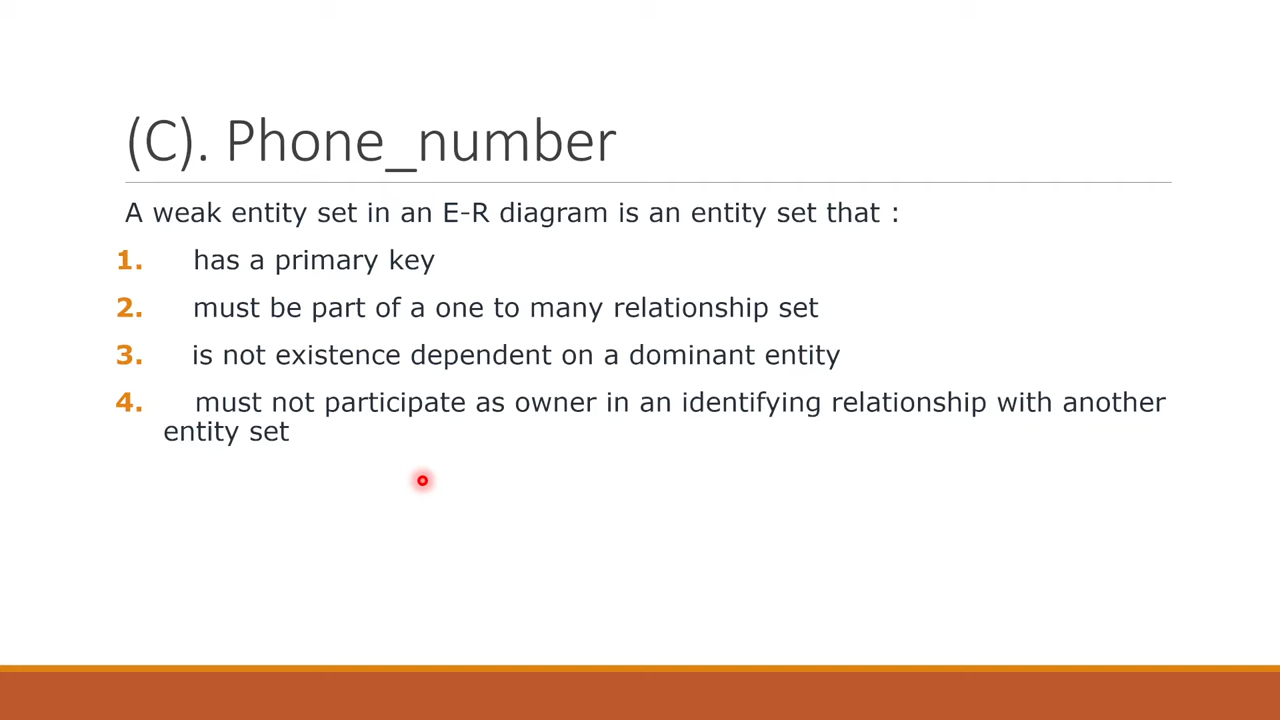 (C). Phone_number
A weak entity set in an E-R diagram is an entity set that :
1. has a primary key
2. must be part of a one to many relationship set
3. is not existence dependent on a dominant entity
4. must not participate as owner in an identifying relationship with another
entity set